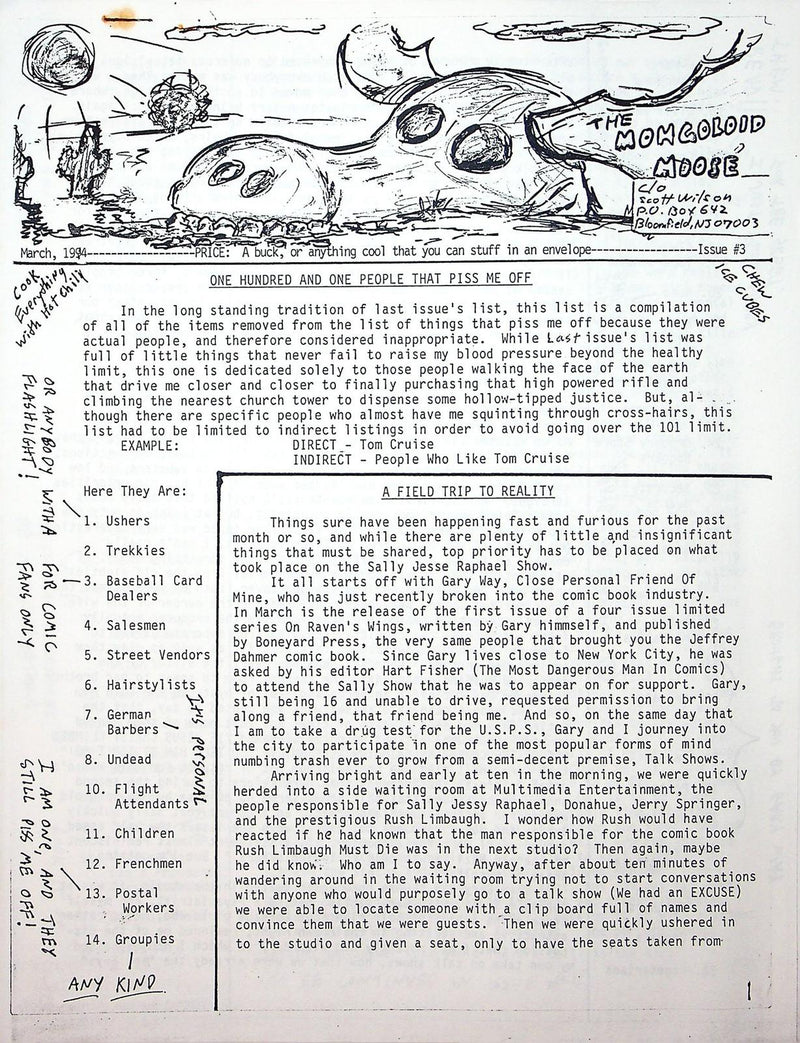 THE
MONGOLOID
MOOSE
c/o
Scott Wilson
P.O. Box 642
Bloomfield, NJ 07003
March, 1994------------------PRICE: A buck, or anything cool that you can stuff in an envelope-----------------Issue #3
Cook
Everything
With Hot Chili
CHEW
ICE CUBES
ONE HUNDRED AND ONE PEOPLE THAT PISS ME OFF
In the long standing tradition of last issue's list, this list is a compilation
of all of the items removed from the list of things that piss me off because they were
actual people, and therefore considered inappropriate. While Last issue's list was
full of little things that never fail to raise my blood pressure beyond the healthy
limit, this one is dedicated solely to those people walking the face of the earth
that drive me closer and closer to finally purchasing that high powered rifle and
climbing the nearest church tower to dispense some hollow-tipped justice. But, al-
though there are specific people who almost have me squinting through cross-hairs, this
list had to be limited to indirect listings in order to avoid going over the 101 limit.
EXAMPLE: DIRECT - Tom Cruise
INDIRECT - People Who Like Tom Cruise
OR ANYBODY WITH A
FLASHLIGHT!
FOR COMIC
FANS ONLY
IT'S PERSONAL
I AM ONE, AND THEY
STILL PISS ME OFF!
Here They Are:
1. Ushers
2. Trekkies
3. Baseball Card
Dealers
4. Salesmen
5. Street Vendors
6. Hairstylists
7. German
Barbers
8. Undead
10. Flight
Attendants
11. Children
12. Frenchmen
13. Postal
Workers
14. Groupies
ANY KIND
A FIELD TRIP TO REALITY
Things sure have been happening fast and furious for the past
month or so, and while there are plenty of little and insignificant
things that must be shared, top priority has to be placed on what
took place on the Sally Jesse Raphael Show.
It all starts off with Gary Way, Close Personal Friend Of
Mine, who has just recently broken into the comic book industry.
In March is the release of the first issue of a four issue limited
series On Raven's Wings, written by Gary himmself, and published
by Boneyard Press, the very same people that brought you the Jeffrey
Dahmer comic book. Since Gary lives close to New York City, he was
asked by his editor Hart Fisher (The Most Dangerous Man In Comics)
to attend the Sally Show that he was to appear on for support. Gary,
still being 16 and unable to drive, requested permission to bring
along a friend, that friend being me. And so, on the same day that
I am to take a drug test for the U.S.P.S., Gary and I journey into
the city to participate in one of the most popular forms of mind
numbing trash ever to grow from a semi-decent premise, Talk Shows.
Arriving bright and early at ten in the morning, we were quickly
herded into a side waiting room at Multimedia Entertainment, the
people responsible for Sally Jessy Raphael, Donahue, Jerry Springer,
and the prestigious Rush Limbaugh. I wonder how Rush would have
reacted if he had known that the man responsible for the comic book
Rush Limbaugh Must Die was in the next studio? Then again, maybe
he did know. Who am I to say. Anyway, after about ten minutes of
wandering around in the waiting room trying not to start conversations
with anyone who would purposely go to a talk show (We had an EXCUSE)
we were able to locate someone with a clip board full of names and
convince them that we were guests. Then we were quickly ushered in
to the studio and given a seat, only to have the seats taken from
1